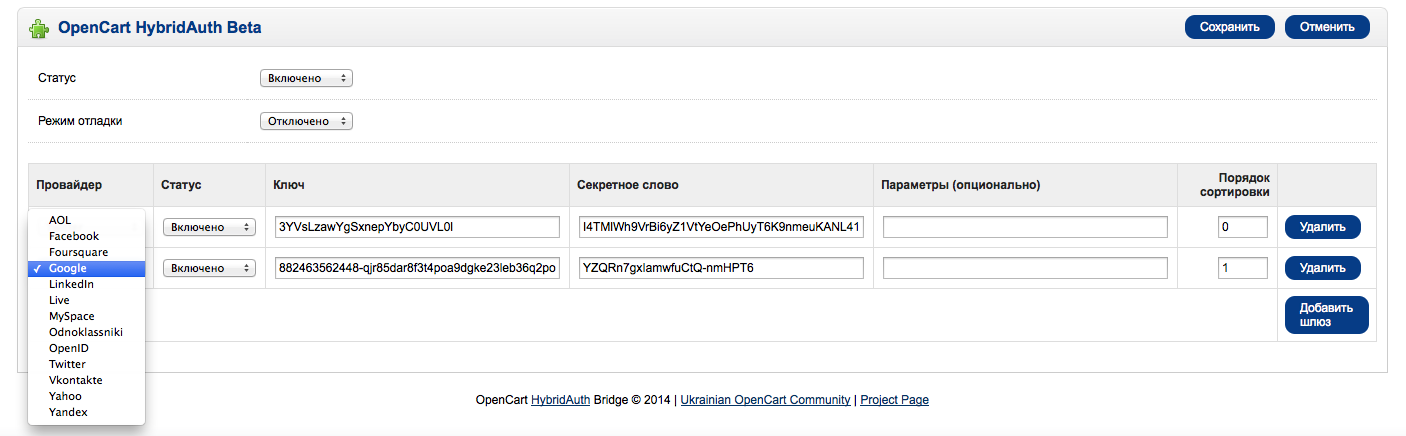 OpenCart HybridAuth Beta
Сохранить
Отменить
Статус
Включено
Режим отладки
Отключено
Провайдер
Статус
Ключ
Секретное слово
Параметры (опционально)
Порядок
сортировки
AOL
Facebook
Foursquare
✓ Google
LinkedIn
Live
MySpace
Odnoklassniki
OpenID
Twitter
Vkontakte
Yahoo
Yandex
Включено
3YVsLzawYgSxnepYbyC0UVL0l
I4TMIWh9VrBi6yZ1VtYeOePhUyT6K9nmeuKANL41
0
Удалить
Включено
882463562448-qjr85dar8f3t4poa9dgke23leb36q2po
YZQRn7gxlamwfuCtQ-nmHPT6
1
Удалить
Добавить
шлюз
OpenCart HybridAuth Bridge © 2014 | Ukrainian OpenCart Community | Project Page